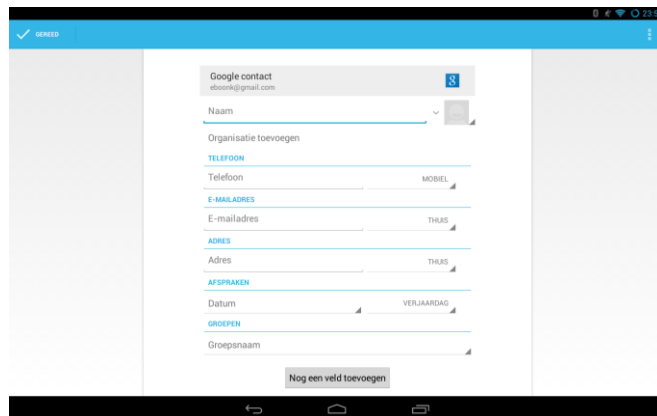 GEREED
Google contact
eboonk@gmail.com
8
Naam
Organisatie toevoegen
TELEFOON
Telefoon MOBIEL
E-MAILADRES
E-mailadres THUIS
ADRES
Adres THUIS
AFSPRAKEN
Datum VERJAARDAG
GROEPEN
Groepsnaam
Nog een veld toevoegen